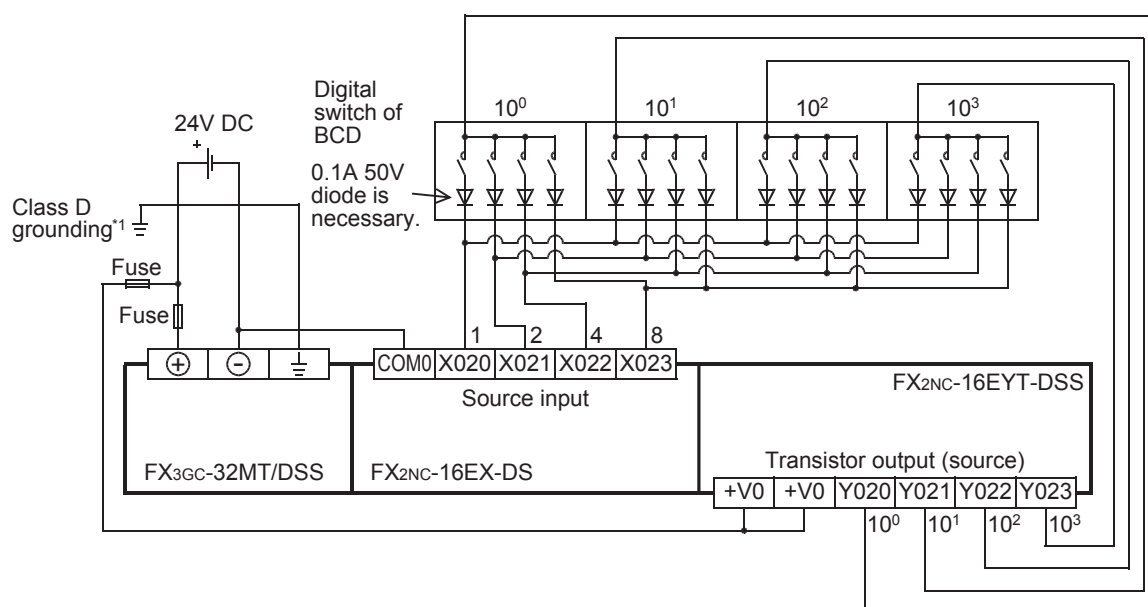 Digital
switch of
BCD
10⁰ 10¹ 10² 10³
24V DC
+
0.1A 50V
diode is
necessary.
Class D
grounding*1
Fuse
Fuse
1 2 4 8
+ - COM0 X020 X021 X022 X023
Source input
FX2NC-16EYT-DSS
FX3GC-32MT/DSS
FX2NC-16EX-DS
Transistor output (source)
+V0 +V0 Y020 Y021 Y022 Y023
10⁰ 10¹ 10² 10³